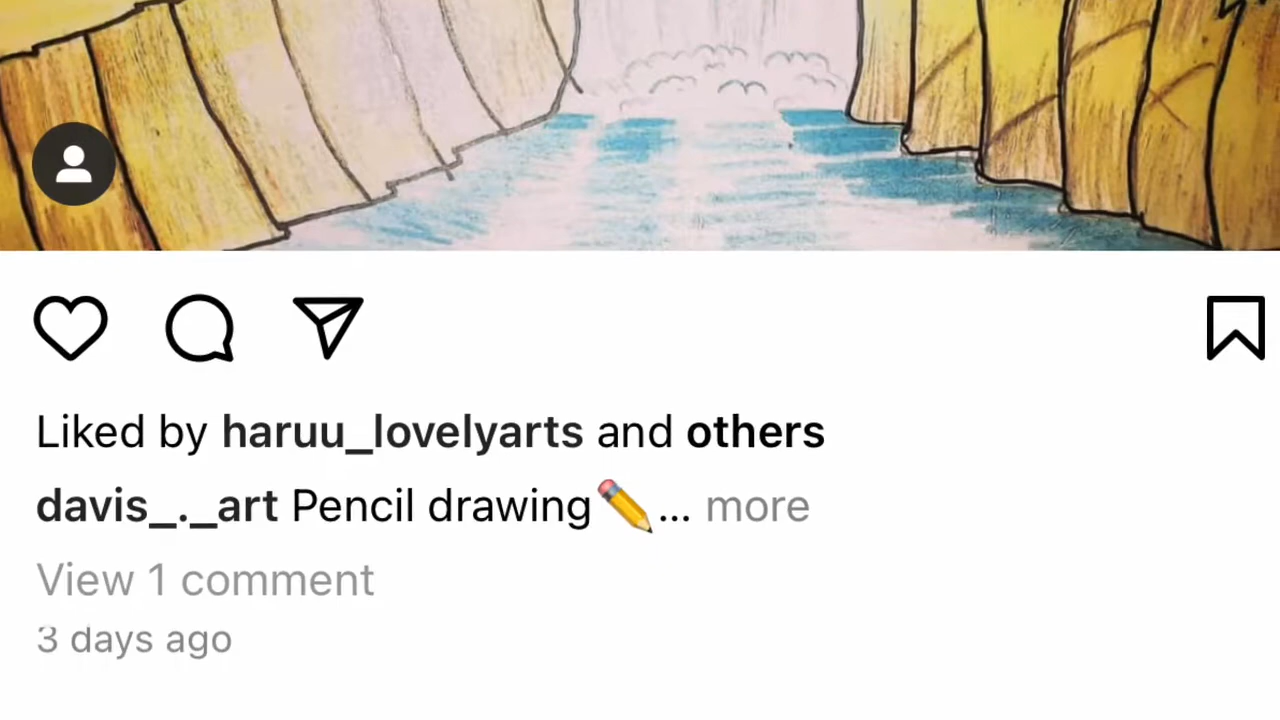 Liked by haruu_lovelyarts and others
davis_._art Pencil drawing✏️... more
View 1 comment
3 days ago